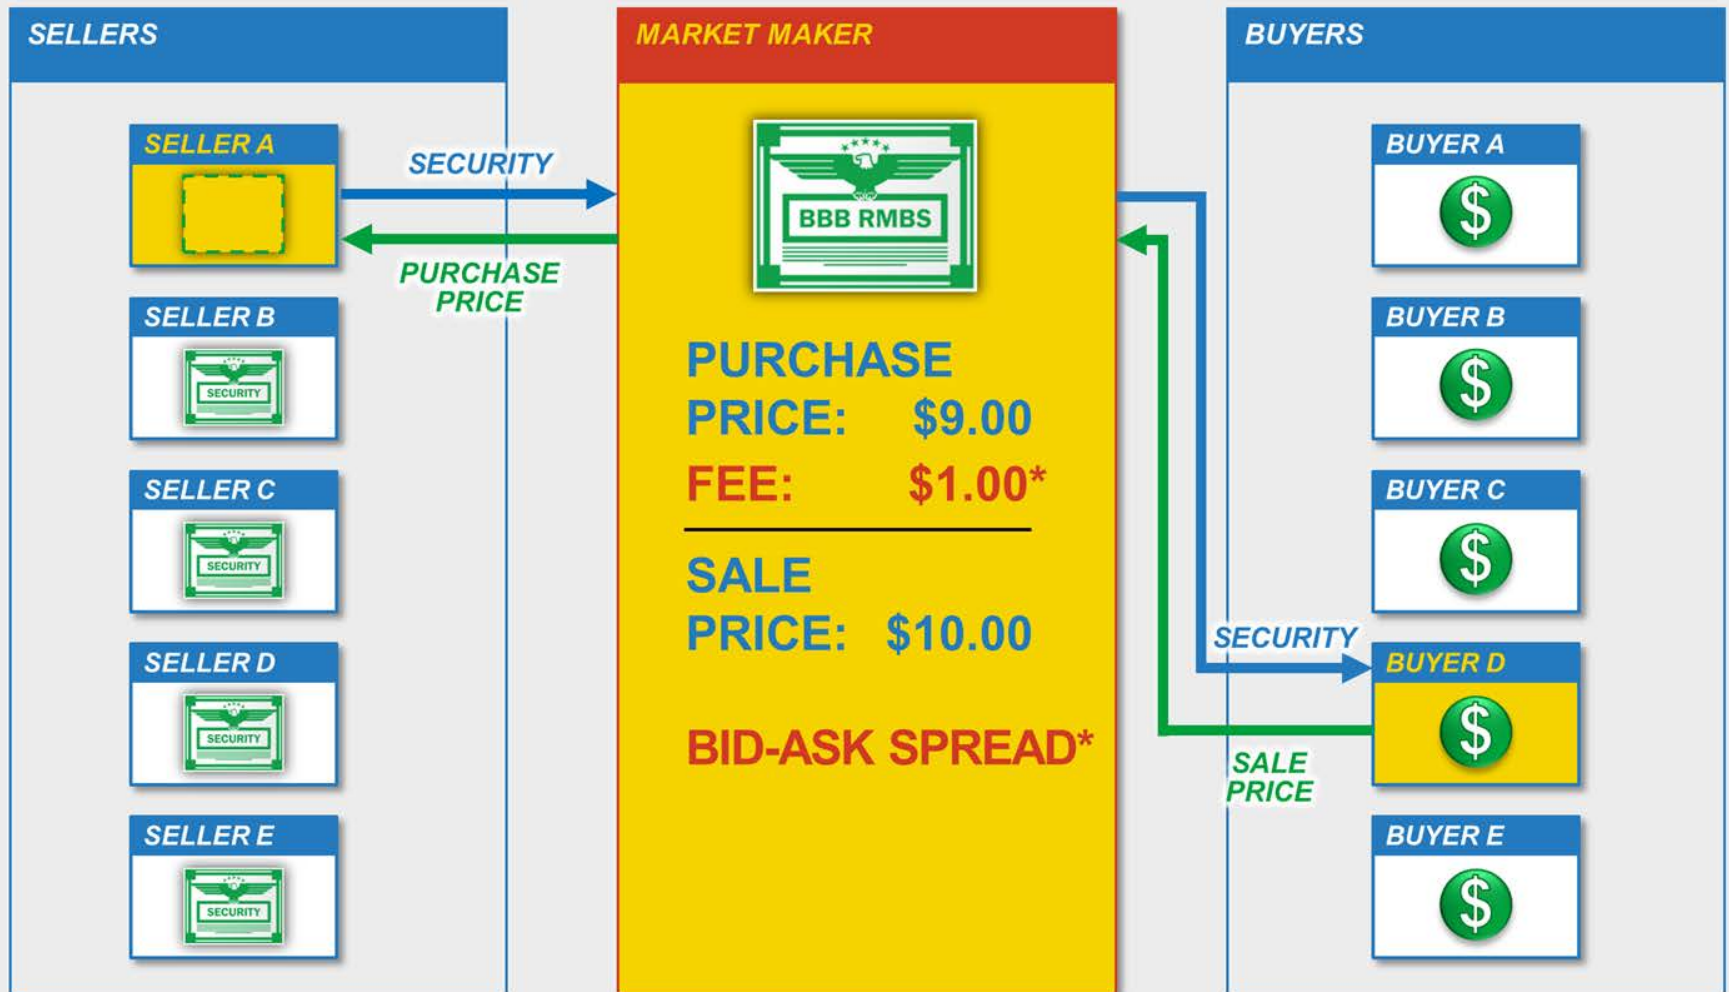 SELLERS
SELLER A
SELLER B
SECURITY
SELLER C
SECURITY
SELLER D
SECURITY
SELLER E
SECURITY
SECURITY
PURCHASE
PRICE
MARKET MAKER
BBB RMBS
PURCHASE
PRICE: $9.00
FEE: $1.00*
SALE
PRICE: $10.00
BID-ASK SPREAD*
SECURITY
SALE
PRICE
BUYERS
BUYER A
$
BUYER B
$
BUYER C
$
BUYER D
$
BUYER E
$